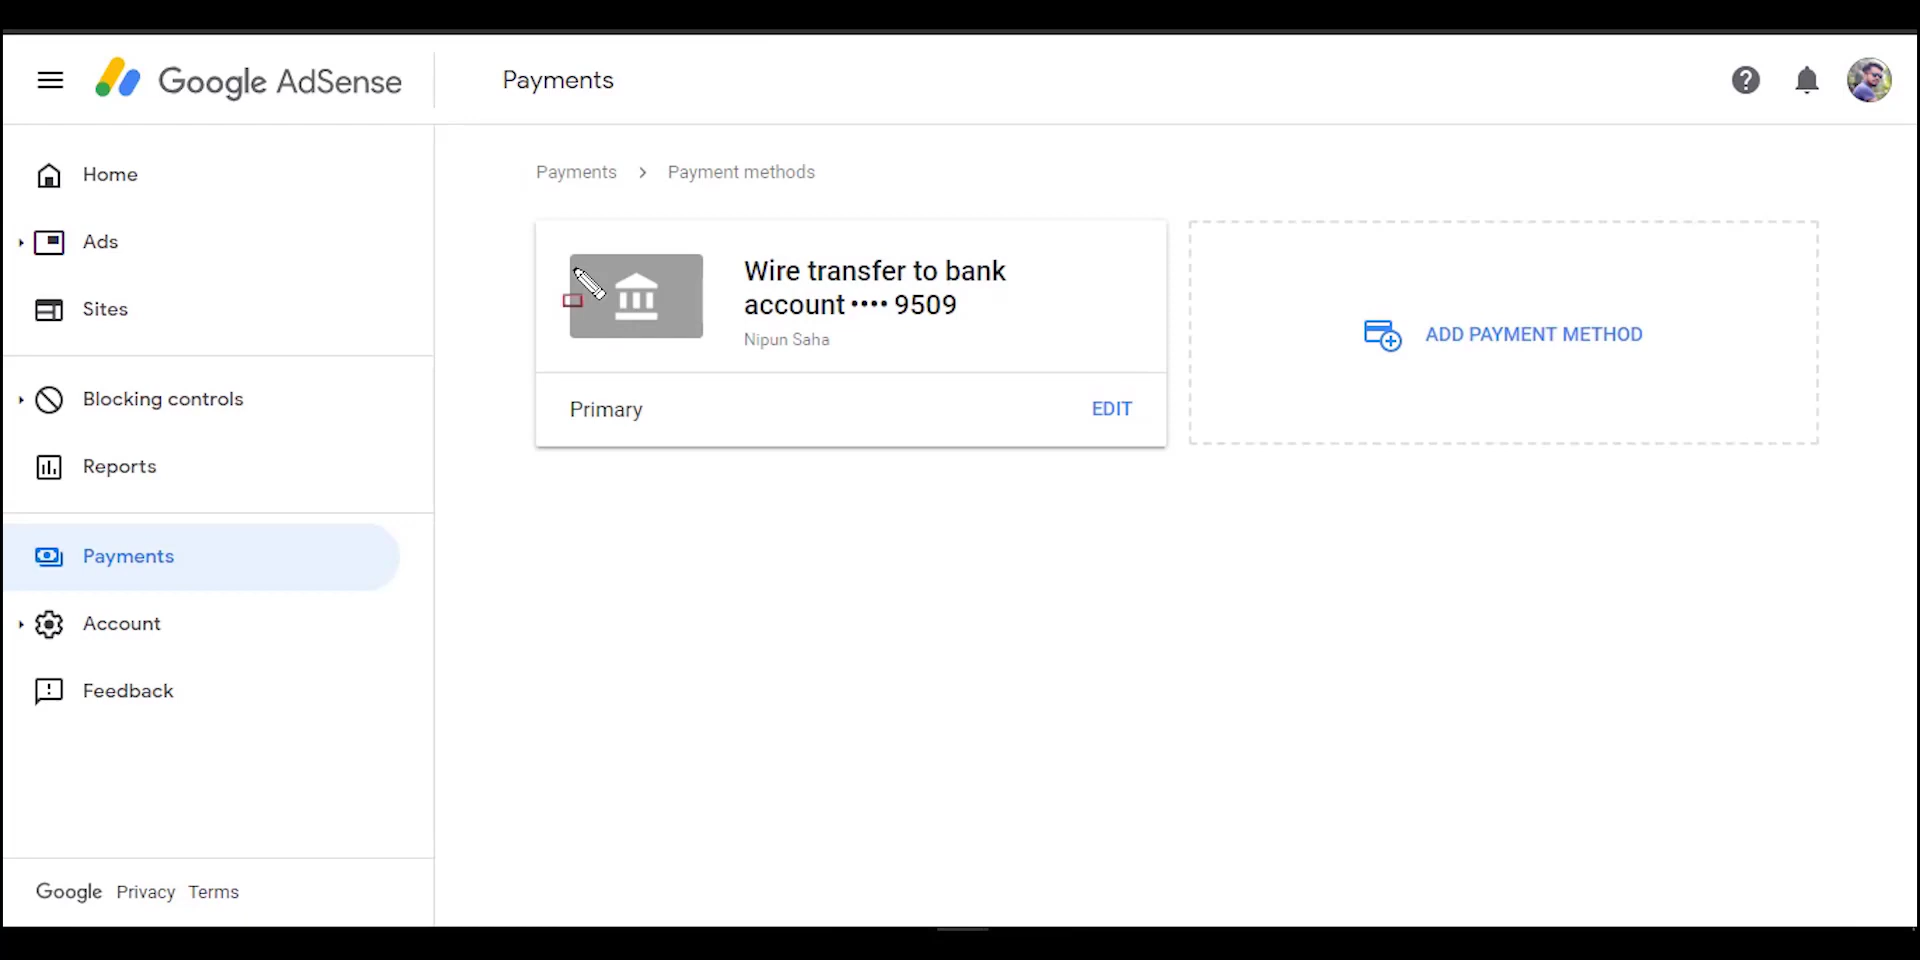 Google AdSense
Payments
Home
Ads
Sites
Blocking controls
Reports
Payments
Account
Feedback
Google Privacy Terms
Payments > Payment methods
Wire transfer to bank
account •••• 9509
Nipun Saha
Primary
EDIT
ADD PAYMENT METHOD